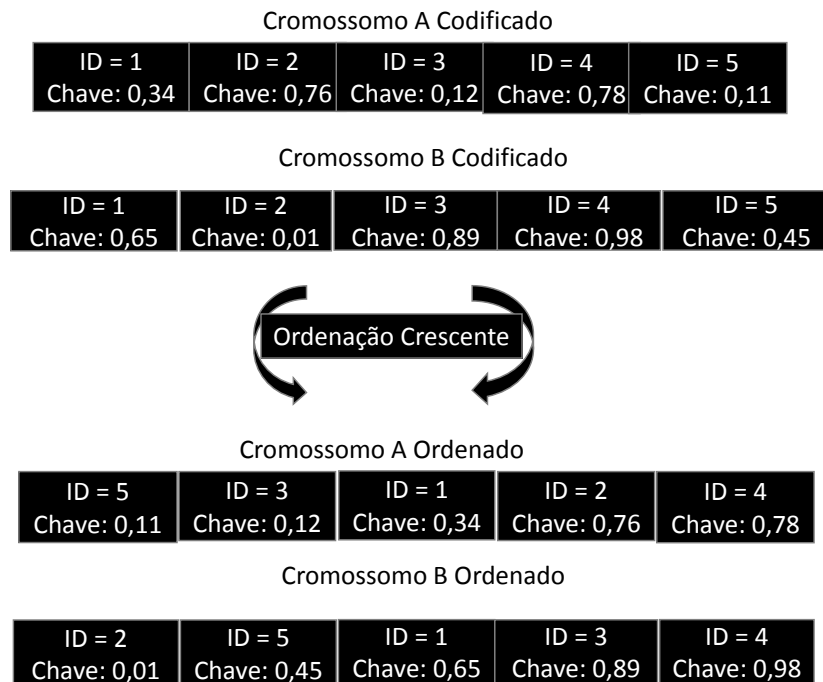 Cromossomo A Codificado
ID = 1 ID = 2 ID = 3 ID = 4 ID = 5
Chave: 0,34 Chave: 0,76 Chave: 0,12 Chave: 0,78 Chave: 0,11
Cromossomo B Codificado
ID = 1 ID = 2 ID = 3 ID = 4 ID = 5
Chave: 0,65 Chave: 0,01 Chave: 0,89 Chave: 0,98 Chave: 0,45
Ordenação Crescente
Cromossomo A Ordenado
ID = 5 ID = 3 ID = 1 ID = 2 ID = 4
Chave: 0,11 Chave: 0,12 Chave: 0,34 Chave: 0,76 Chave: 0,78
Cromossomo B Ordenado
ID = 2 ID = 5 ID = 1 ID = 3 ID = 4
Chave: 0,01 Chave: 0,45 Chave: 0,65 Chave: 0,89 Chave: 0,98